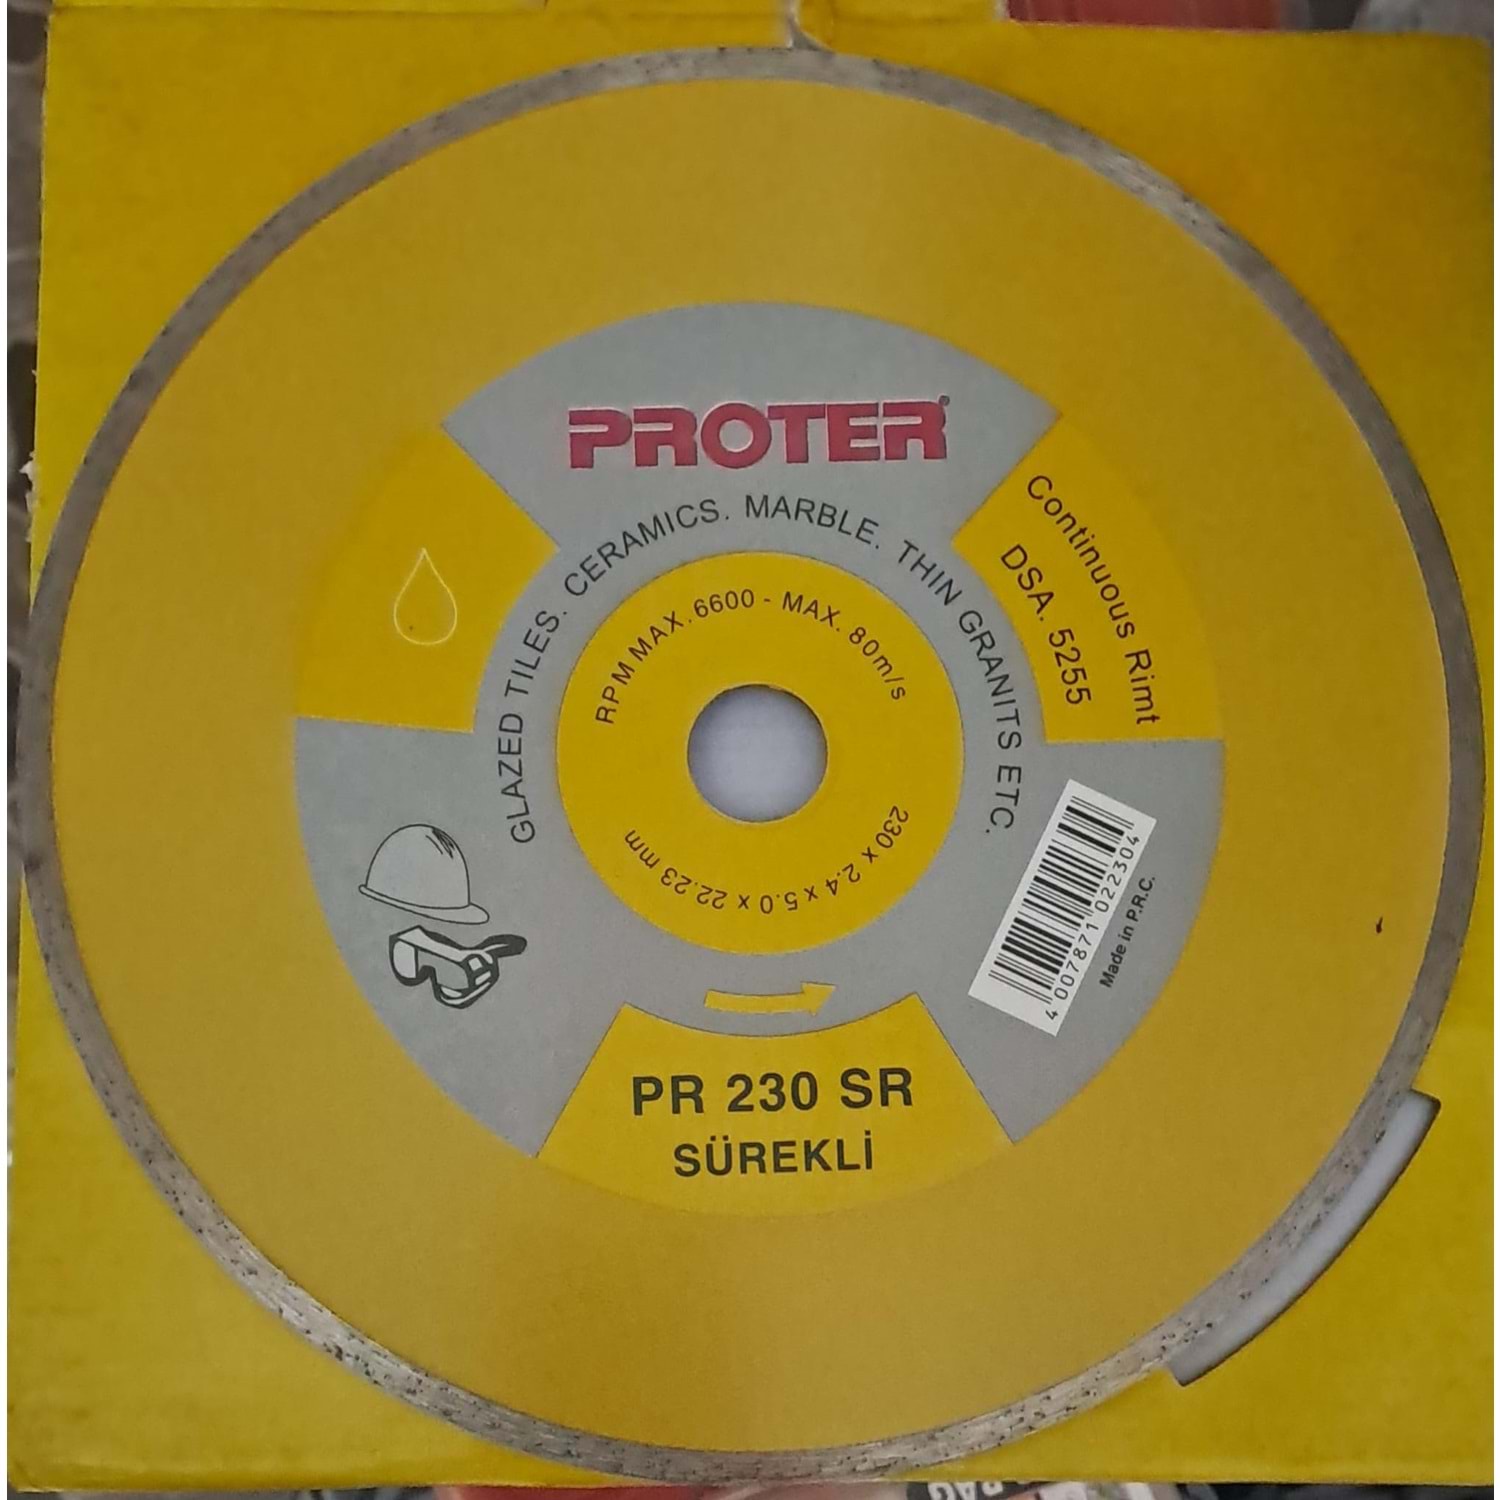 PROTER®
GLAZED TILES. CERAMICS. MARBLE. THIN GRANITS ETC.
Continuous Rimt
DSA. 5255
RPM MAX. 6600 - MAX. 80m/s
230 x 2.4 x 5.0 x 22.23 mm
4 007871 022304
Made in P.R.C.
PR 230 SR
SÜREKLİ